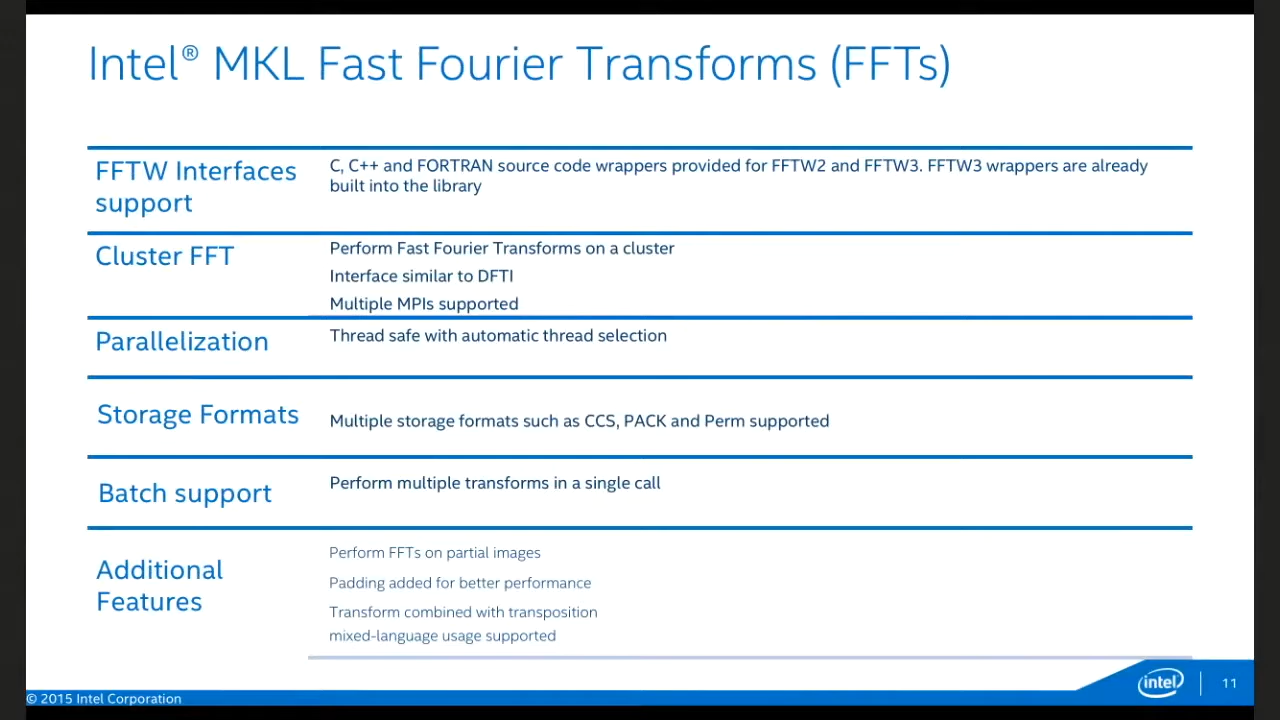 Intel® MKL Fast Fourier Transforms (FFTs)
FFTW Interfaces
support
C, C++ and FORTRAN source code wrappers provided for FFTW2 and FFTW3. FFTW3 wrappers are already
built into the library
Cluster FFT
Perform Fast Fourier Transforms on a cluster
Interface similar to DFTI
Multiple MPIs supported
Parallelization
Thread safe with automatic thread selection
Storage Formats
Multiple storage formats such as CCS, PACK and Perm supported
Batch support
Perform multiple transforms in a single call
Additional
Features
Perform FFTs on partial images
Padding added for better performance
Transform combined with transposition
mixed-language usage supported
© 2015 Intel Corporation
intel
11